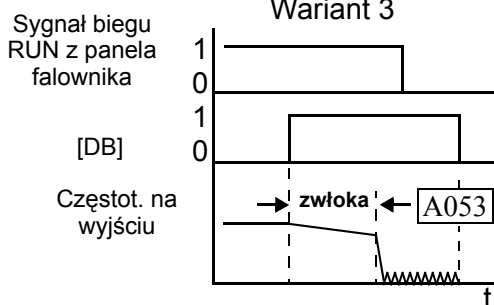 Wariant 3
Sygnał biegu
RUN z panela
falownika
1
0
[DB]
1
0
Częstot. na
wyjściu
zwłoka
A053
t